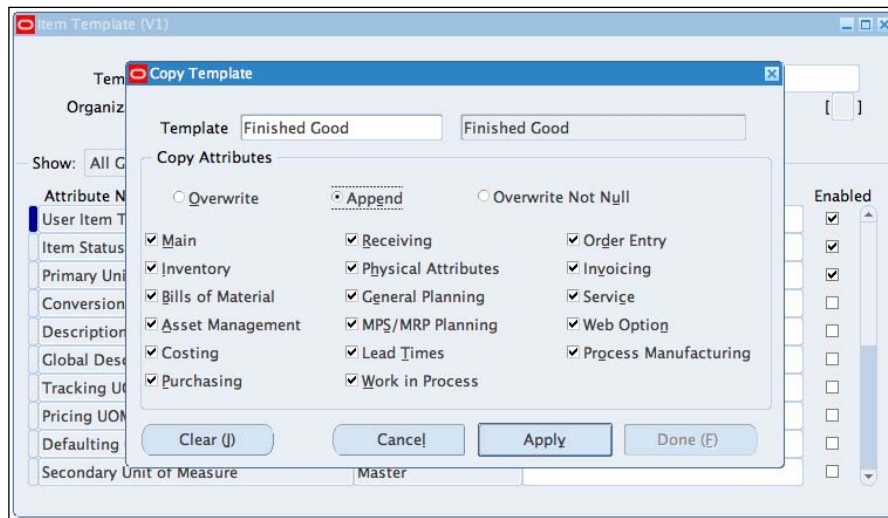 Item Template (V1)
Copy Template
Tem
Organiz
[ ]
Template Finished Good Finished Good
Copy Attributes
Show: All G
Overwrite Append Overwrite Not Null
Attribute N Enabled
User Item T
Main Receiving Order Entry
Item Status
Inventory Physical Attributes Invoicing
Primary Uni
Bills of Material General Planning Service
Conversion
Asset Management MPS/MRP Planning Web Option
Description
Costing Lead Times Process Manufacturing
Global Desc
Purchasing Work in Process
Tracking UO
Pricing UOM
Defaulting
Clear (J) Cancel Apply Done (F)
Secondary Unit of Measure Master